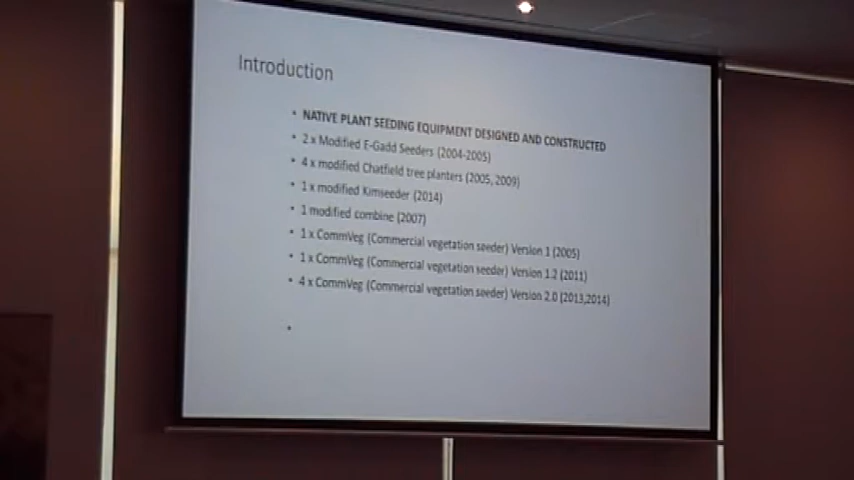 Introduction
• NATIVE PLANT SEEDING EQUIPMENT DESIGNED AND CONSTRUCTED
• 2 x Modified E-Gadd Seeders (2004-2005)
• 4 x modified Chatfield tree planters (2005, 2009)
• 1 x modified Kimseeder (2014)
• 1 modified combine (2007)
• 1 x CommVeg (Commercial vegetation seeder) Version 1 (2005)
• 1 x CommVeg (Commercial vegetation seeder) Version 1.2 (2011)
• 4 x CommVeg (Commercial vegetation seeder) Version 2.0 (2013,2014)
•